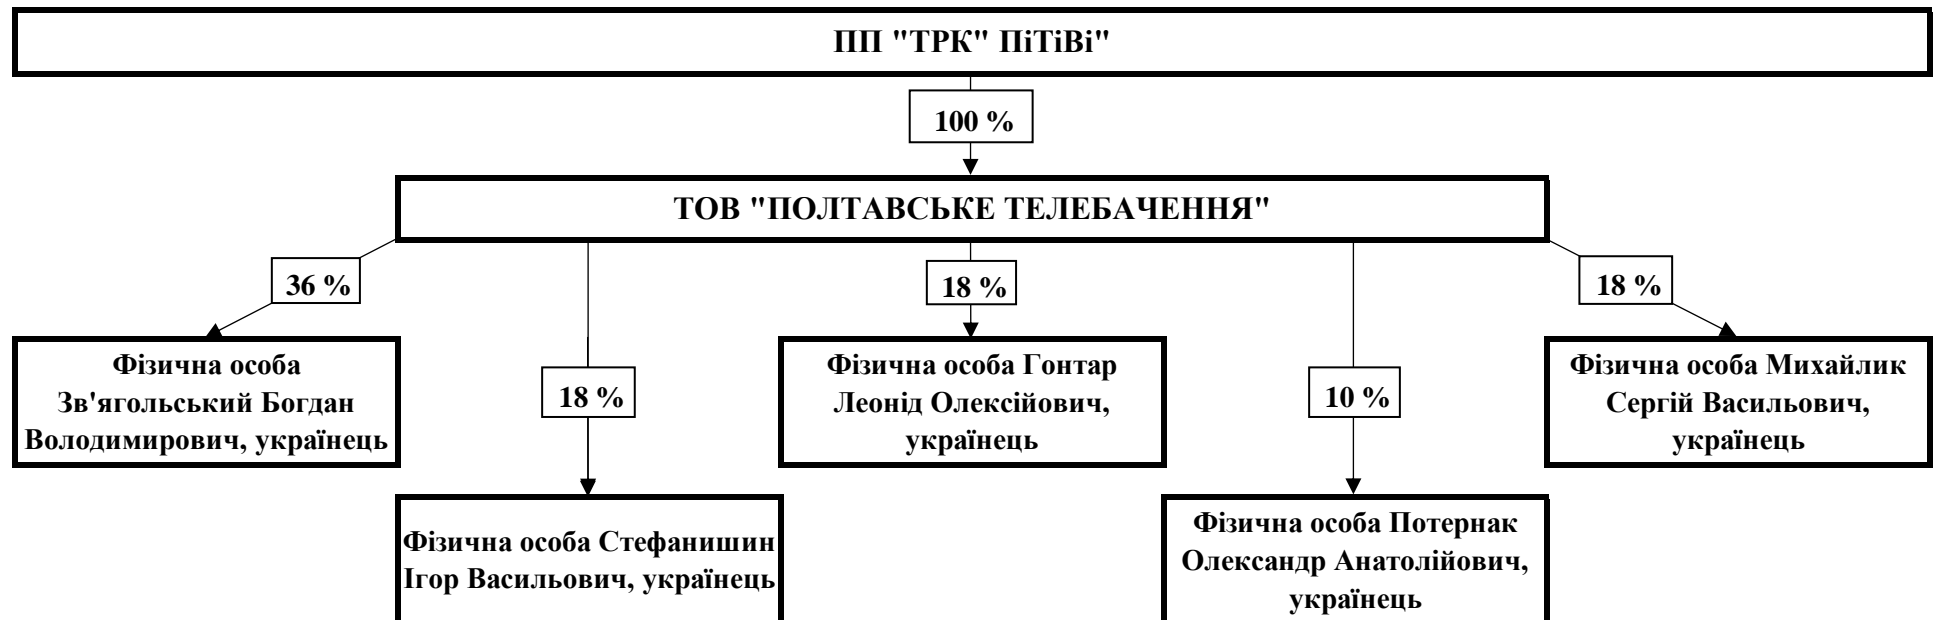 ПП "ТРК" ПіТіВі"
100 %
ТОВ "ПОЛТАВСЬКЕ ТЕЛЕБАЧЕННЯ"
36 %
18 %
18 %
10 %
18 %
Фізична особа
Зв'ягольський Богдан
Володимирович, українець
Фізична особа Стефанишин
Ігор Васильович, українець
Фізична особа Гонтар
Леонід Олексійович,
українець
Фізична особа Потернак
Олександр Анатолійович,
українець
Фізична особа Михайлик
Сергій Васильович,
українець